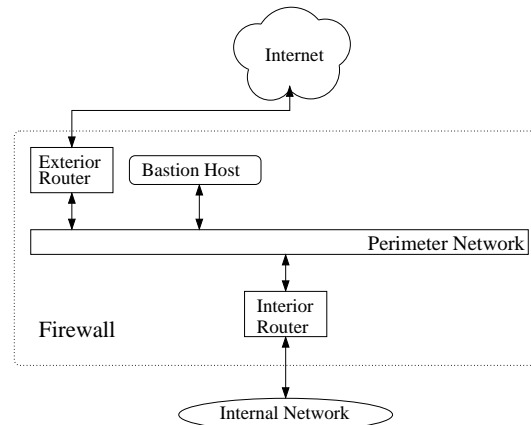 Internet
Exterior
Router
Bastion Host
Perimeter Network
Interior
Router
Firewall
Internal Network